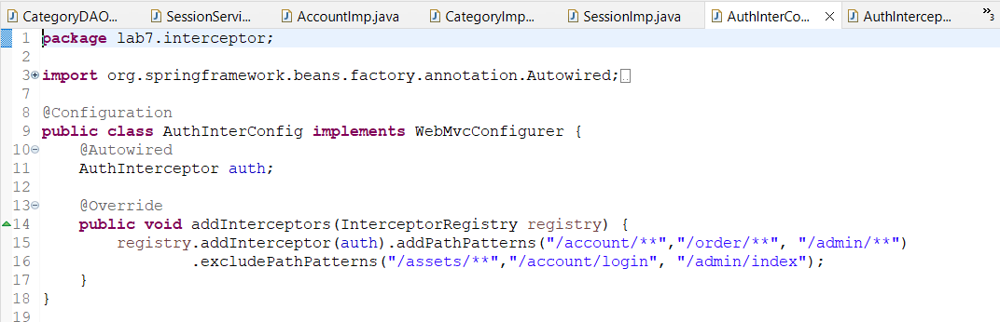 CategoryDAO... SessionServi... AccountImp.java CategoryImp... SessionImp.java AuthInterCo... AuthIntercep... »3
1 package lab7.interceptor;
2
3 import org.springframework.beans.factory.annotation.Autowired;
7
8 @Configuration
9 public class AuthInterConfig implements WebMvcConfigurer {
10 @Autowired
11 AuthInterceptor auth;
12
13 @Override
14 public void addInterceptors(InterceptorRegistry registry) {
15 registry.addInterceptor(auth).addPathPatterns("/account/**","/order/**", "/admin/**")
16 .excludePathPatterns("/assets/**","/account/login", "/admin/index");
17 }
18 }
19